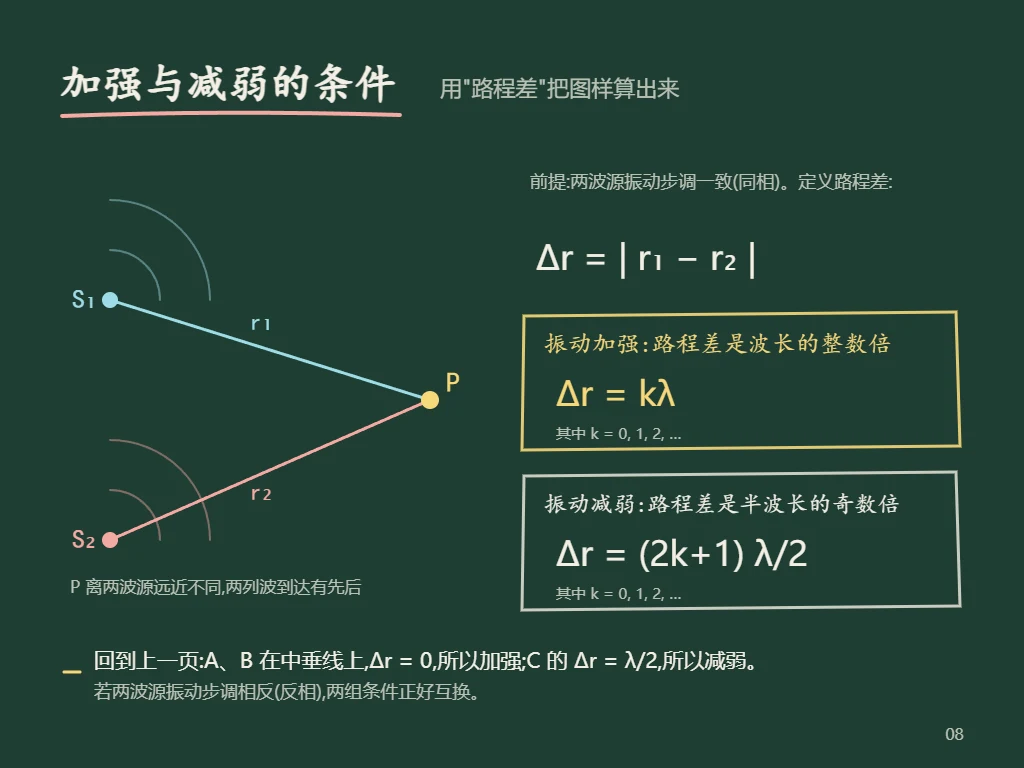 加强与减弱的条件
用"路程差"把图样算出来
前提:两波源振动步调一致(同相)。定义路程差:
Δr = | r₁ − r₂ |
S₁
r₁
P
r₂
S₂
P 离两波源远近不同,两列波到达有先后
振动加强:路程差是波长的整数倍
Δr = kλ
其中 k = 0, 1, 2, …
振动减弱:路程差是半波长的奇数倍
Δr = (2k+1) λ/2
其中 k = 0, 1, 2, …
回到上一页:A、B 在中垂线上,Δr = 0,所以加强;C 的 Δr = λ/2,所以减弱。
若两波源振动步调相反(反相),两组条件正好互换。
08